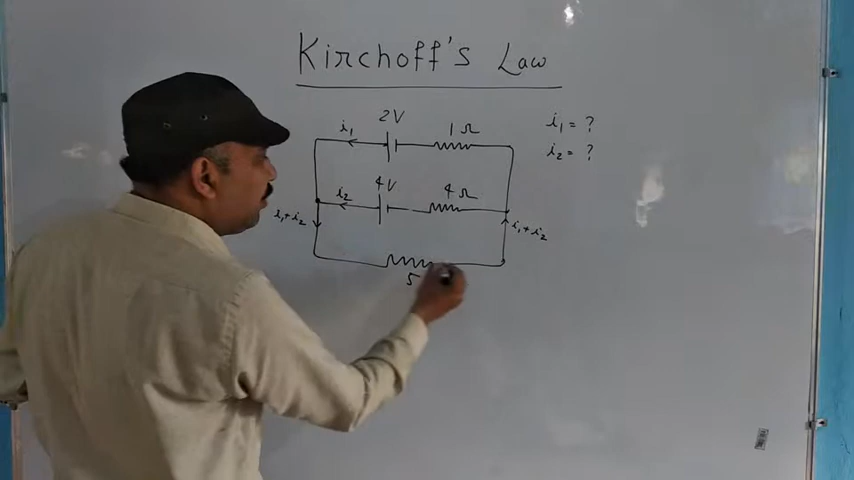 Kirchoff's Law
2V
i₁
1Ω
i₁ = ?
i₂ = ?
4V
i₂
4Ω
i₁+i₂
i₁+i₂
5